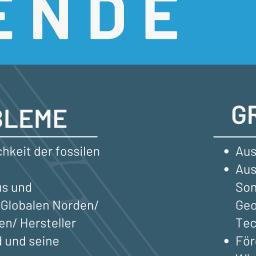 ENDE
BLEME
chkeit der fossilen
us und
Globalen Norden/
en/ Hersteller
d und seine
GR
• Aus
• Aus
Son
Geo
Tec
• För